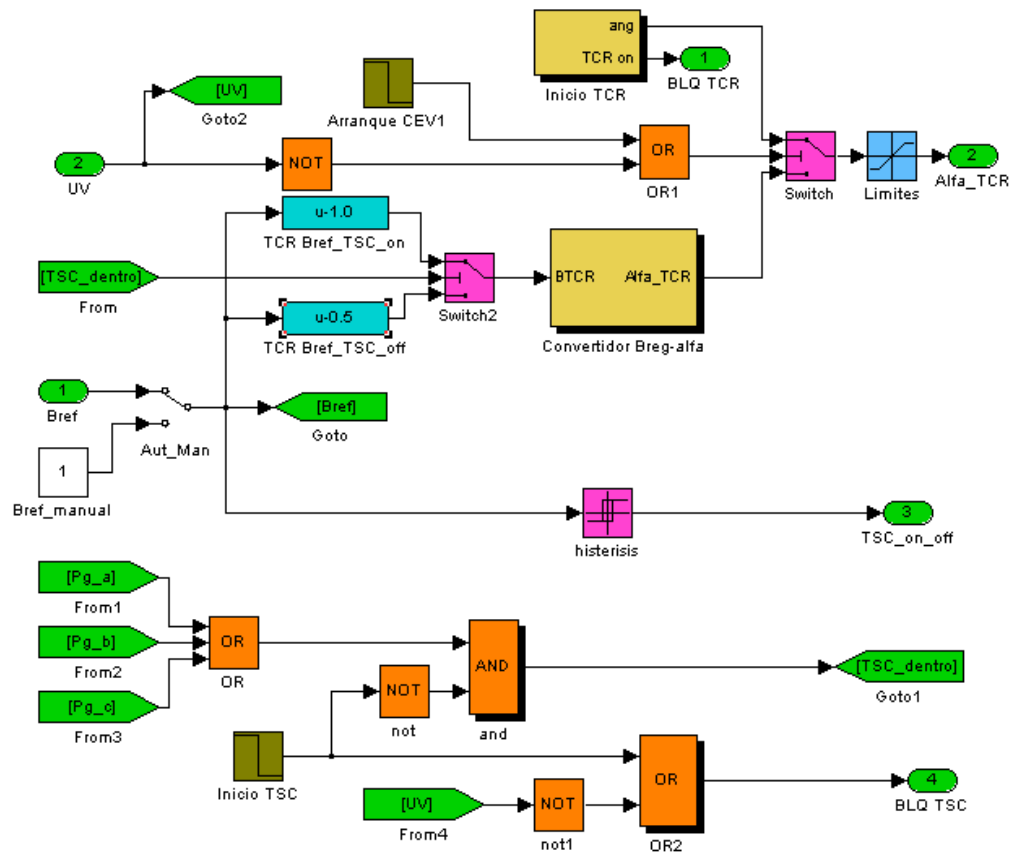 ang
TCR on
Inicio TCR
1
BLQ TCR
[UV]
Goto2
Arranque CEV1
2
UV
NOT
OR
OR1
Switch
Limites
2
Alfa_TCR
u-1.0
TCR Bref_TSC_on
[TSC_dentro]
From
Switch2
BTCR
Alfa_TCR
Convertidor Breg-alfa
u-0.5
TCR Bref_TSC_off
1
Bref
Aut_Man
[Bref]
Goto
1
Bref_manual
histerisis
3
TSC_on_off
[Pg_a]
From1
[Pg_b]
From2
[Pg_c]
From3
OR
OR
AND
and
NOT
not
[TSC_dentro]
Goto1
Inicio TSC
[UV]
From4
NOT
not1
OR
OR2
4
BLQ TSC